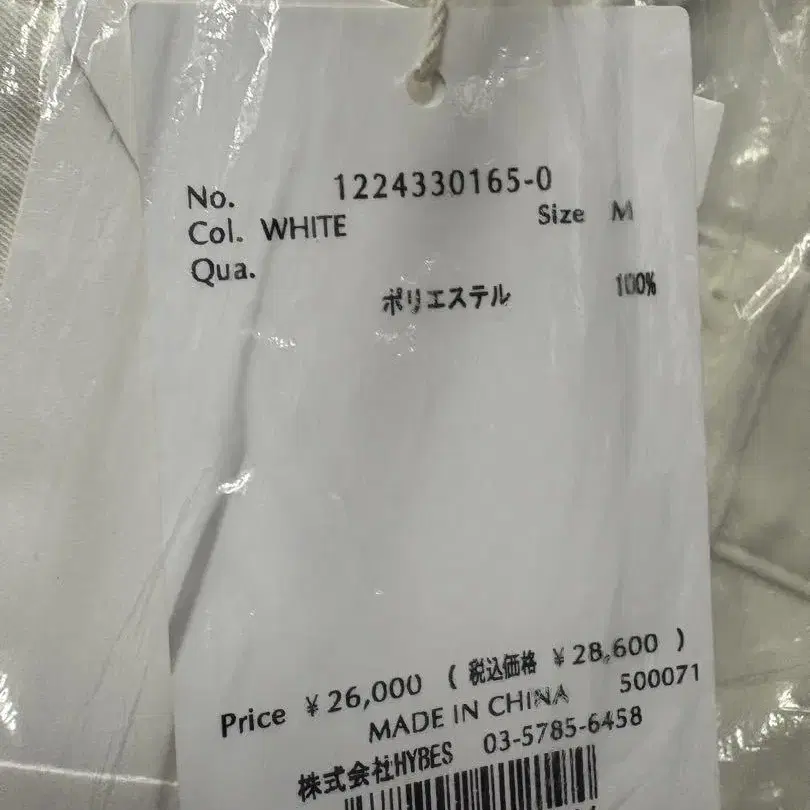 No. 1224330165-0
Col. WHITE Size M
Qua.
ポリエステル 100%
Price ¥26,000 ( 税込価格 ¥28,600 )
MADE IN CHINA 500071
株式会社HYBES 03-5785-6458